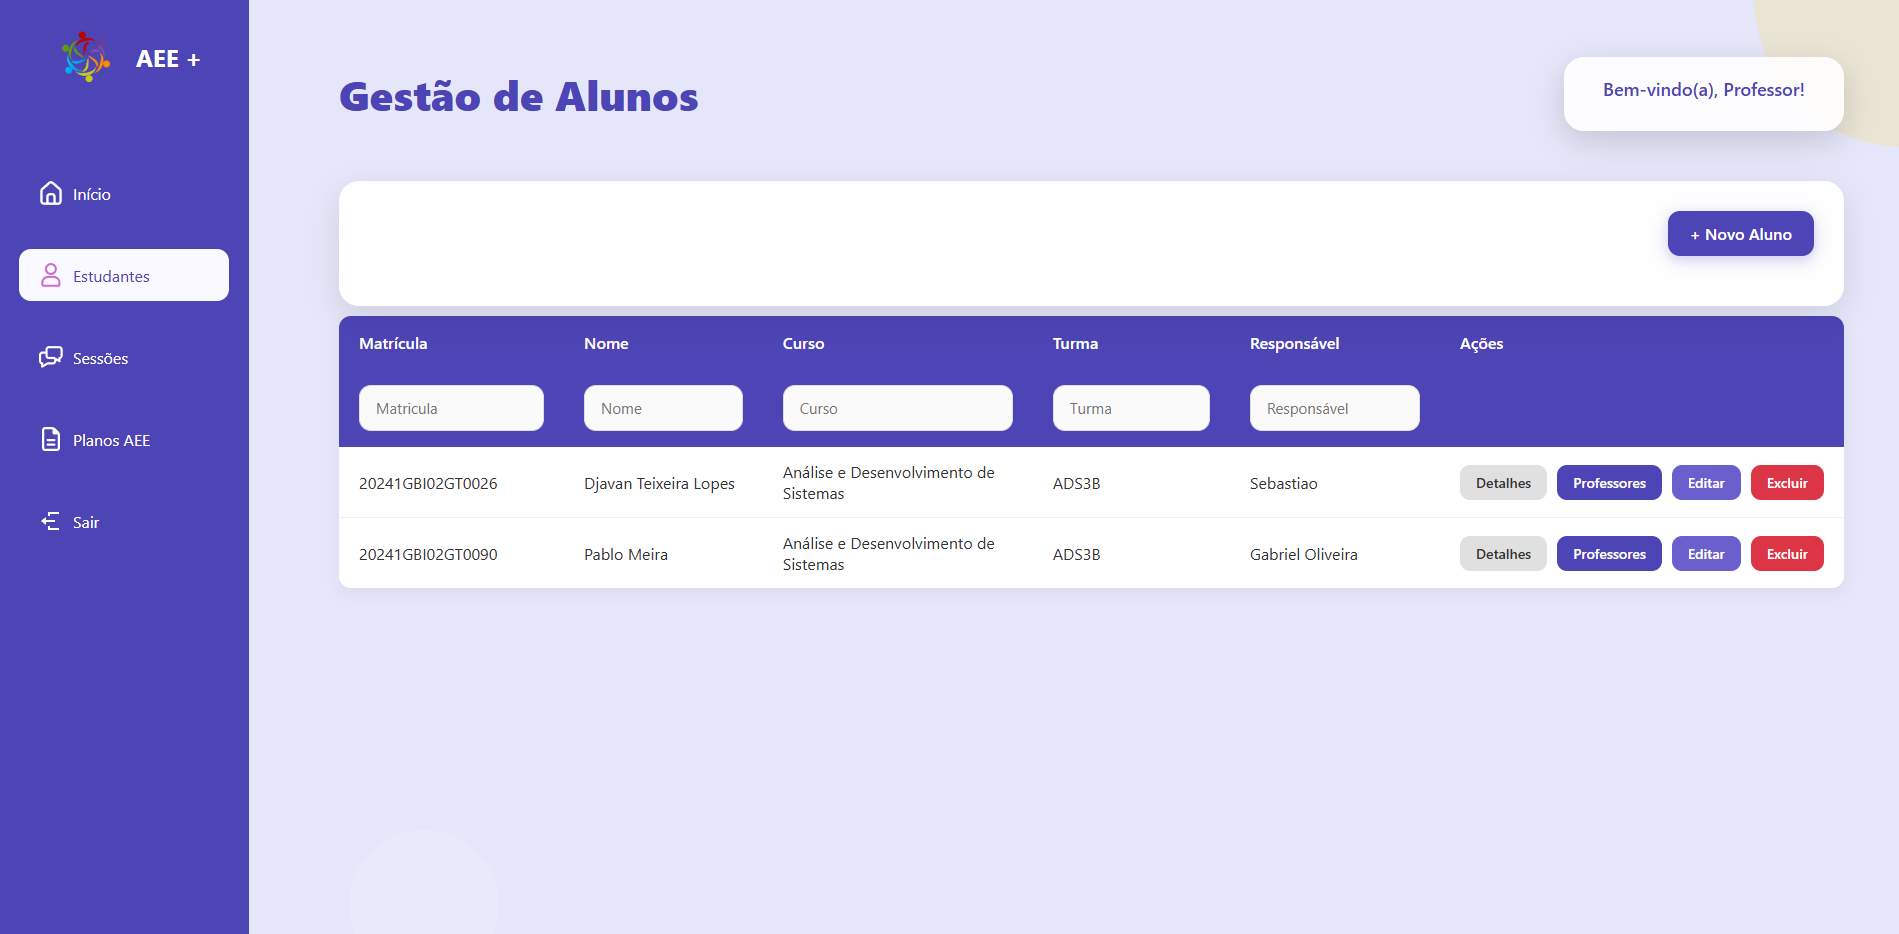 AEE +
Início
Estudantes
Sessões
Planos AEE
Sair
Gestão de Alunos
Bem-vindo(a), Professor!
+ Novo Aluno
Matrícula Nome Curso Turma Responsável Ações
Matricula Nome Curso Turma Responsável
20241GBI02GT0026 Djavan Teixeira Lopes Análise e Desenvolvimento de
Sistemas ADS3B Sebastiao Detalhes Professores Editar Excluir
20241GBI02GT0090 Pablo Meira Análise e Desenvolvimento de
Sistemas ADS3B Gabriel Oliveira Detalhes Professores Editar Excluir